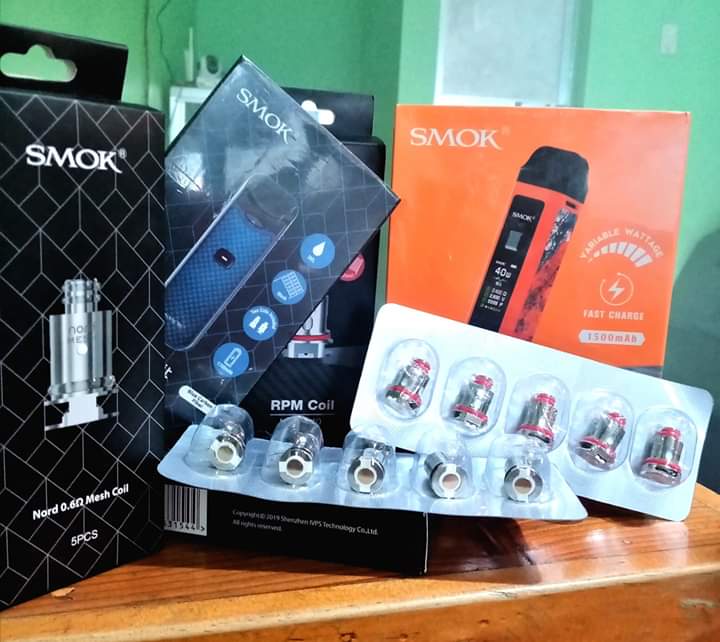 SMOK®
Nord 0.6Ω Mesh Coil
5PCS
SMOK
RPM Coil
31544>
Copyright© 2019 Shenzhen IVPS Technology Co.,Ltd.
All rights reserved.
SMOK®
SMOK
40W
VARIABLE WATTAGE
FAST CHARGE
1500mAh